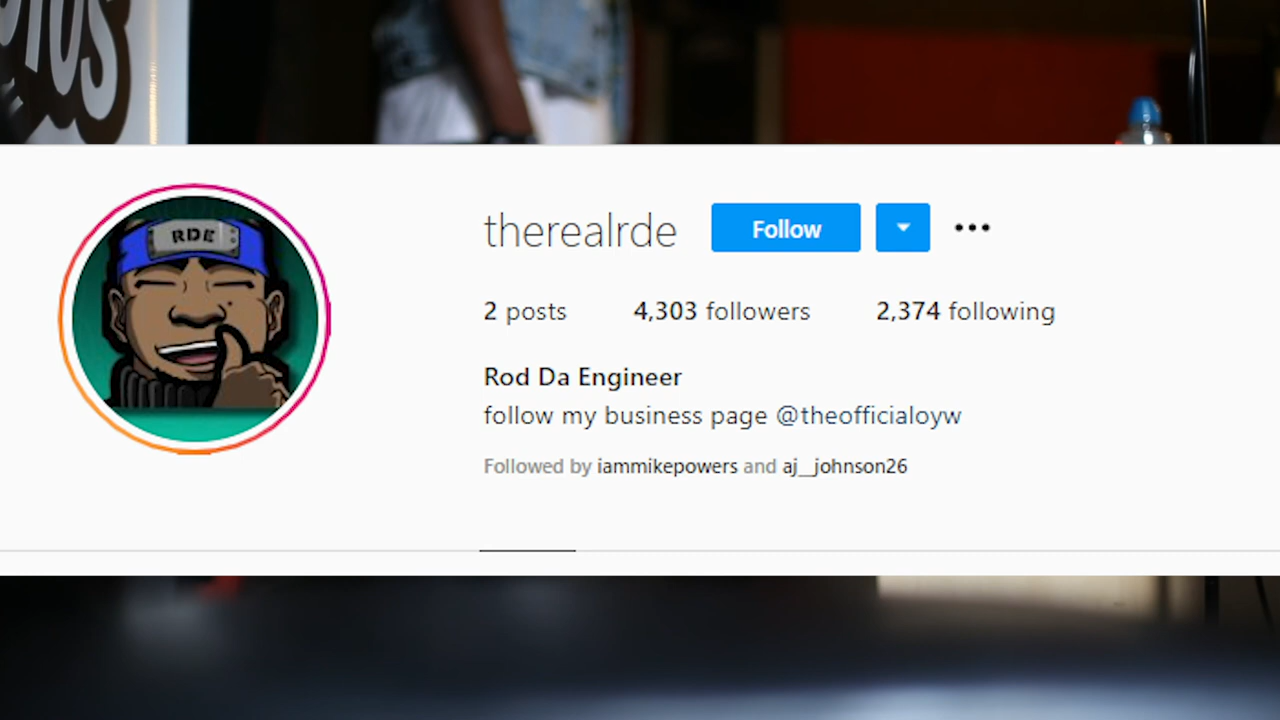 RDE
therealrde Follow
2 posts 4,303 followers 2,374 following
Rod Da Engineer
follow my business page @theofficialoyw
Followed by iammikepowers and aj__johnson26